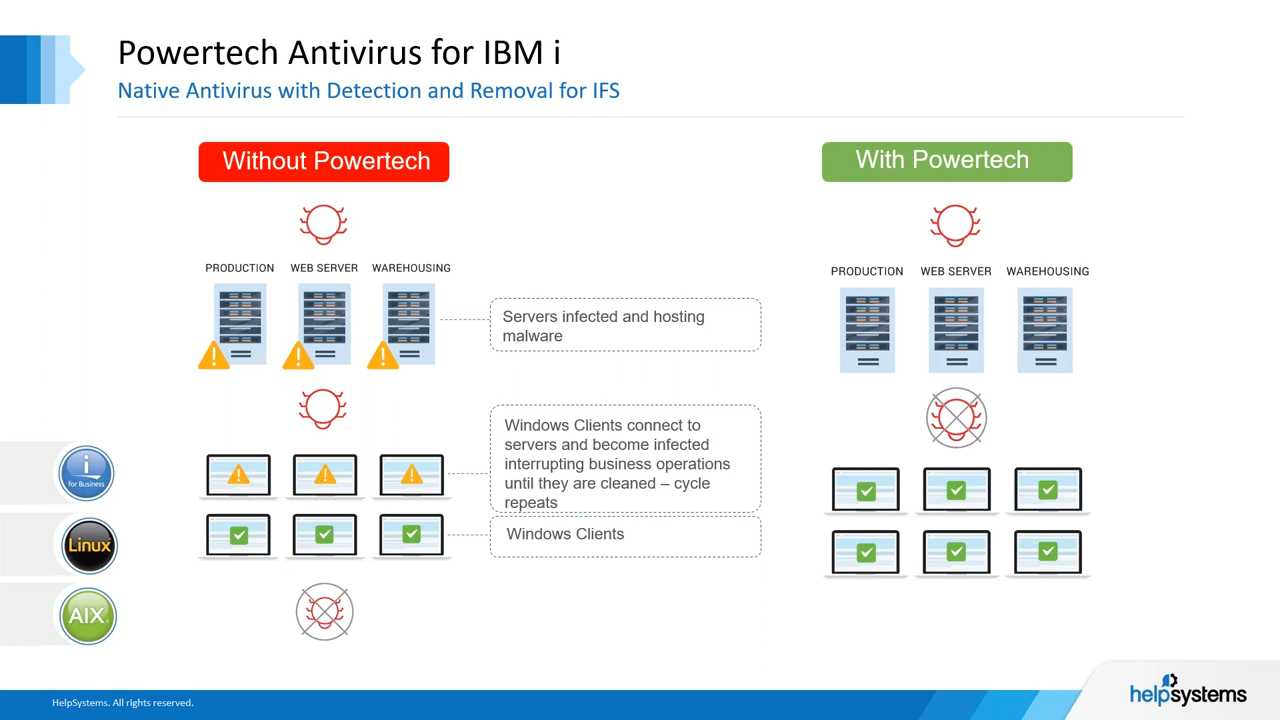 Powertech Antivirus for IBM i
Native Antivirus with Detection and Removal for IFS
Without Powertech
PRODUCTION WEB SERVER WAREHOUSING
Servers infected and hosting
malware
Windows Clients connect to
servers and become infected
interrupting business operations
until they are cleaned – cycle
repeats
Windows Clients
With Powertech
PRODUCTION WEB SERVER WAREHOUSING
i
for Business
Linux
AIX
HelpSystems. All rights reserved.
helpsystems